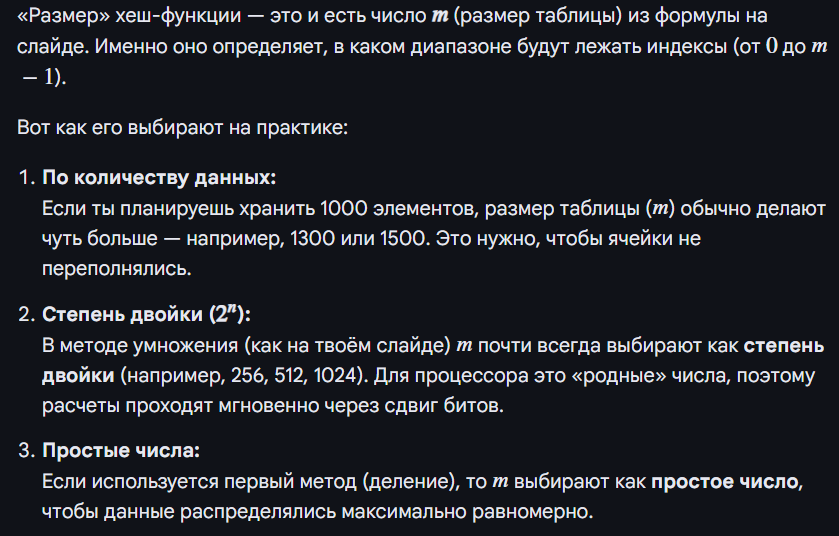 «Размер» хеш-функции — это и есть число m (размер таблицы) из формулы на
слайде. Именно оно определяет, в каком диапазоне будут лежать индексы (от 0 до m
− 1).
Вот как его выбирают на практике:
1. По количеству данных:
Если ты планируешь хранить 1000 элементов, размер таблицы (m) обычно делают
чуть больше — например, 1300 или 1500. Это нужно, чтобы ячейки не
переполнялись.
2. Степень двойки (2ⁿ):
В методе умножения (как на твоём слайде) m почти всегда выбирают как степень
двойки (например, 256, 512, 1024). Для процессора это «родные» числа, поэтому
расчеты проходят мгновенно через сдвиг битов.
3. Простые числа:
Если используется первый метод (деление), то m выбирают как простое число,
чтобы данные распределялись максимально равномерно.